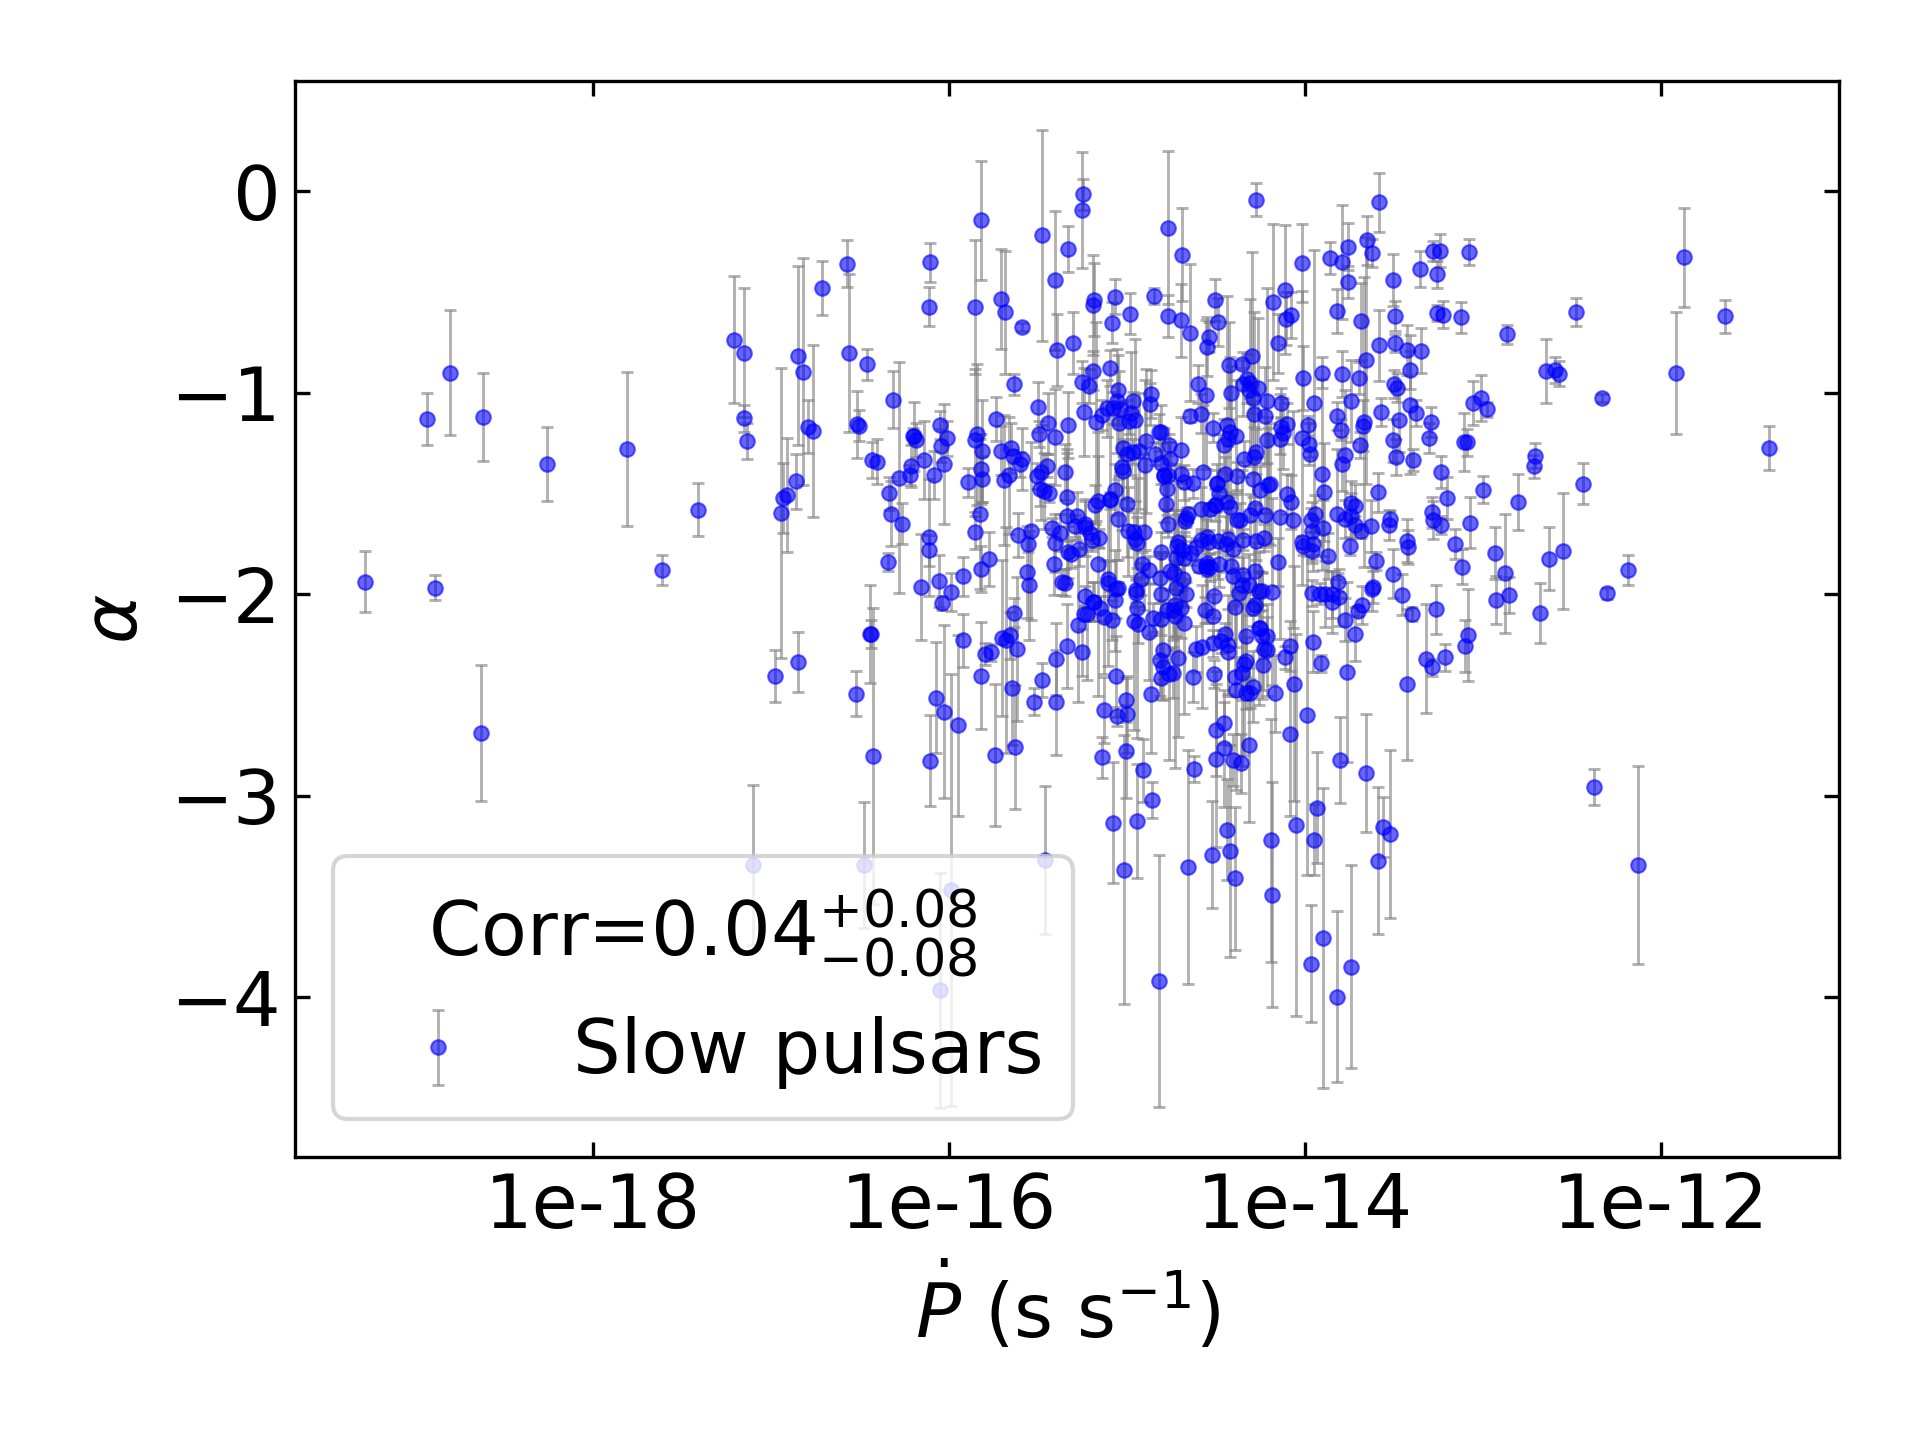 0
−1
−2
−3
−4
α
Corr=0.04 +0.08 −0.08
Slow pulsars
1e-18 1e-16 1e-14 1e-12
Ṗ (s s⁻¹)